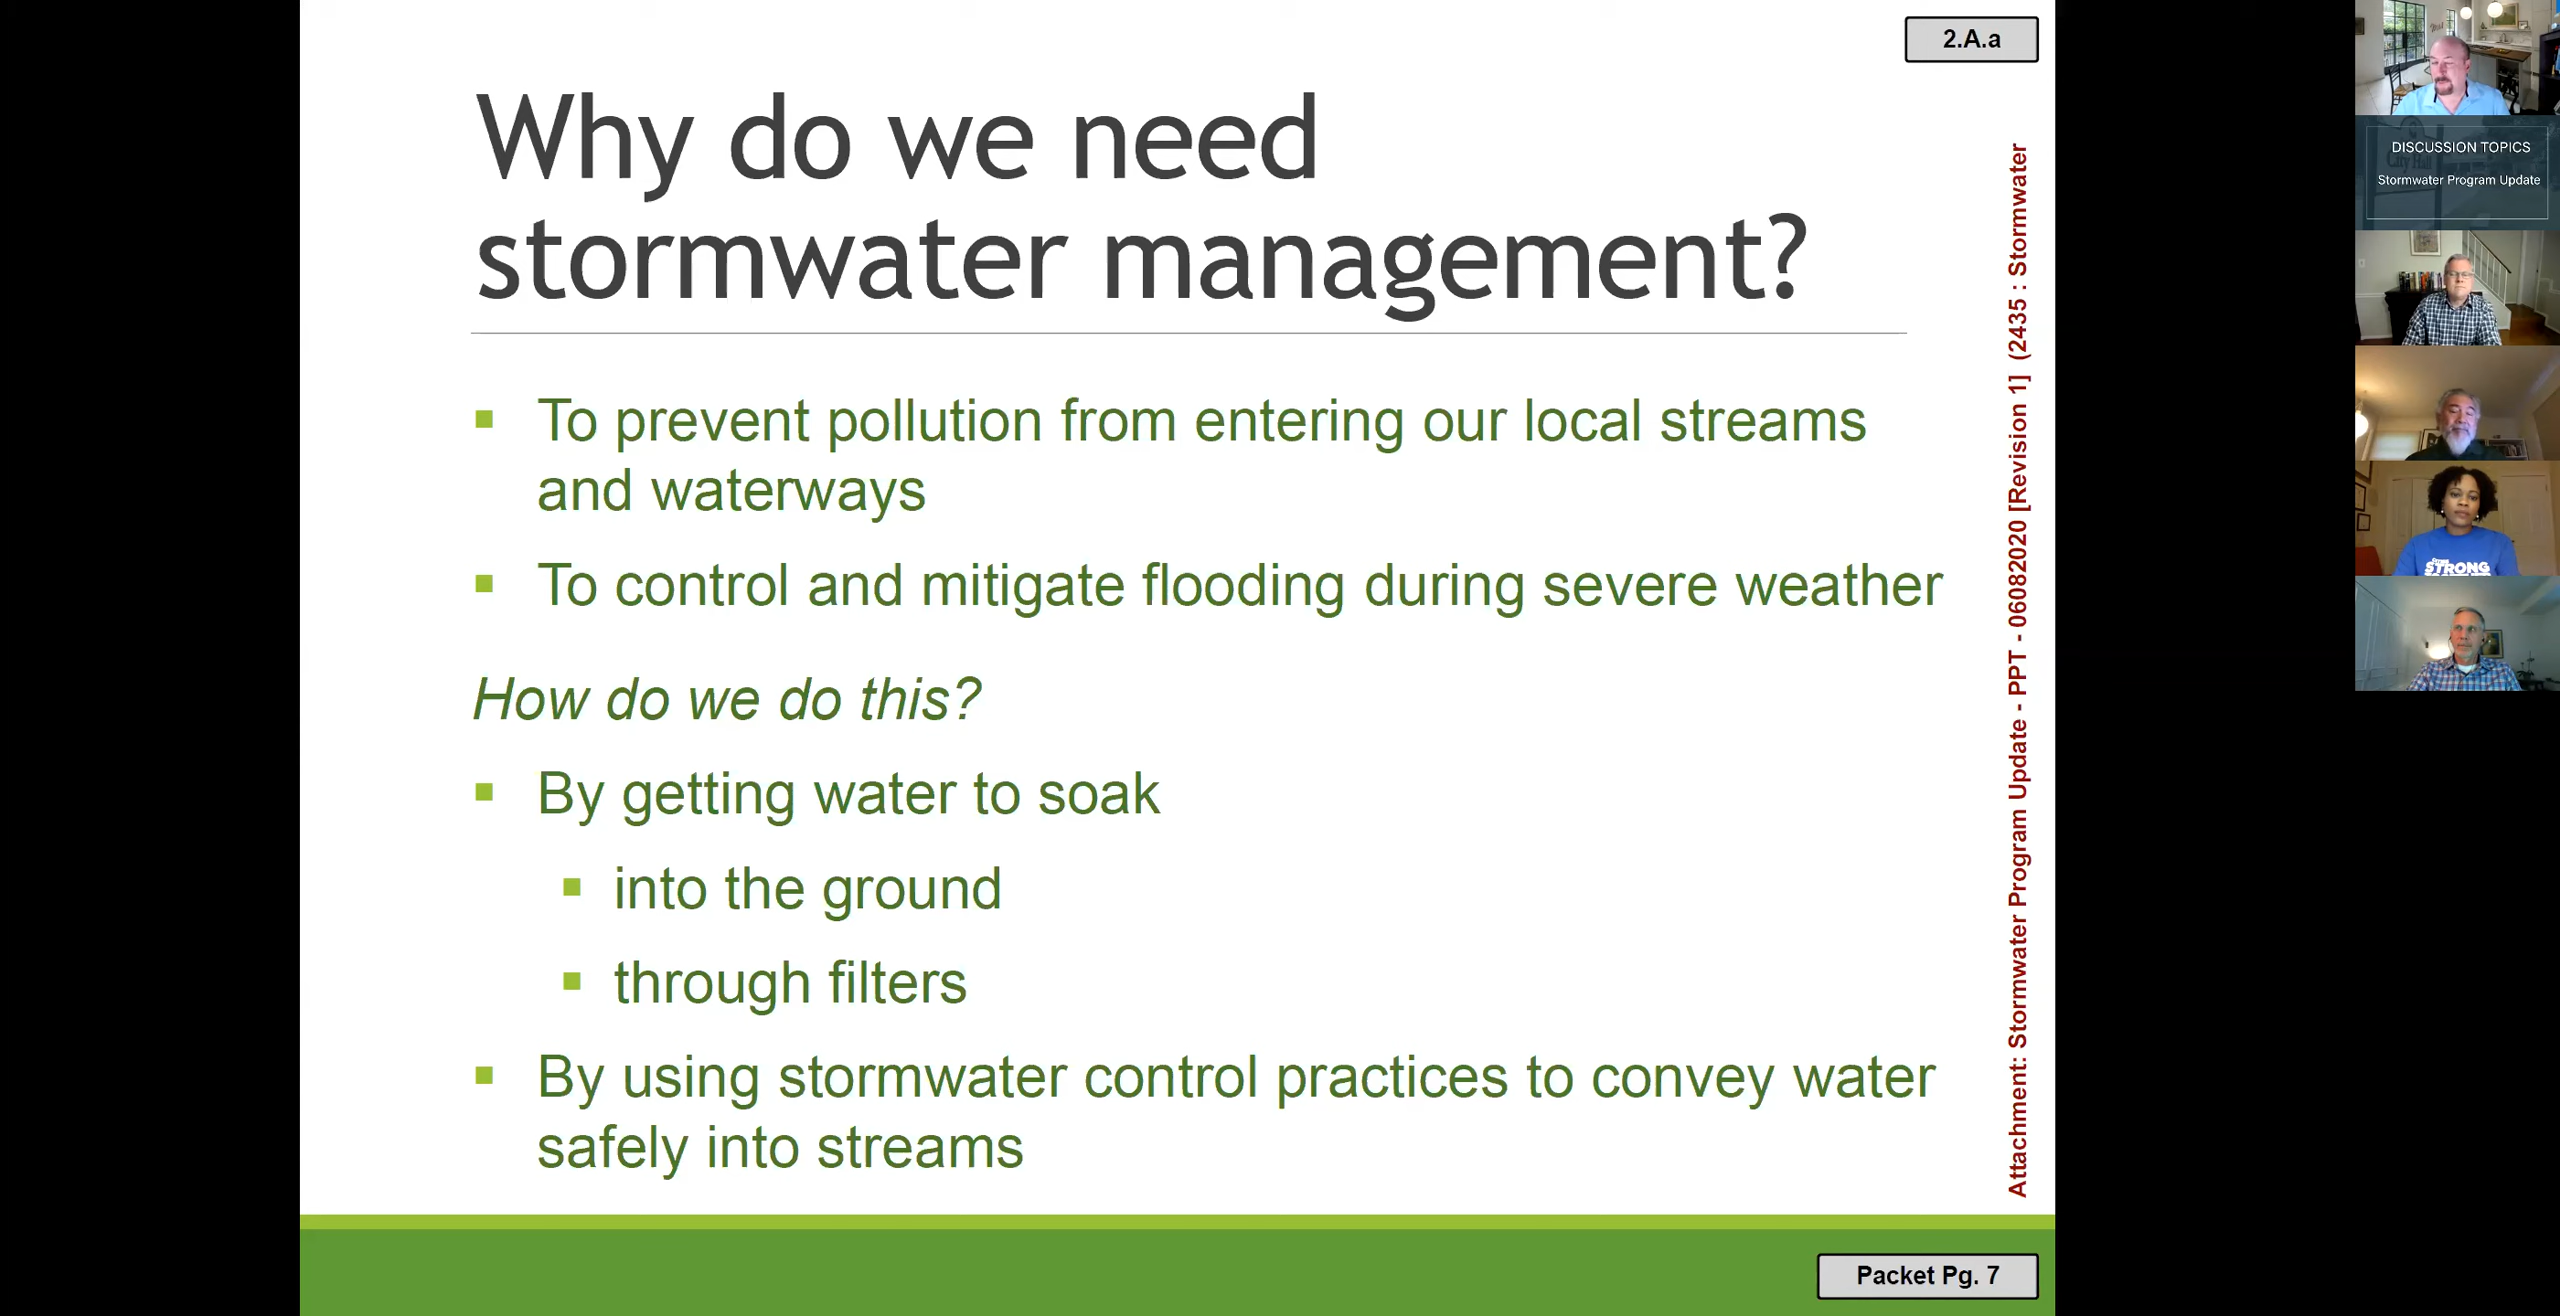 2.A.a
Why do we need
stormwater management?
To prevent pollution from entering our local streams
and waterways
To control and mitigate flooding during severe weather
How do we do this?
By getting water to soak
into the ground
through filters
By using stormwater control practices to convey water
safely into streams
Attachment: Stormwater Program Update - PPT - 06082020 [Revision 1] (2435 : Stormwater
Packet Pg. 7
DISCUSSION TOPICS
City Hall
Stormwater Program Update
STRONG